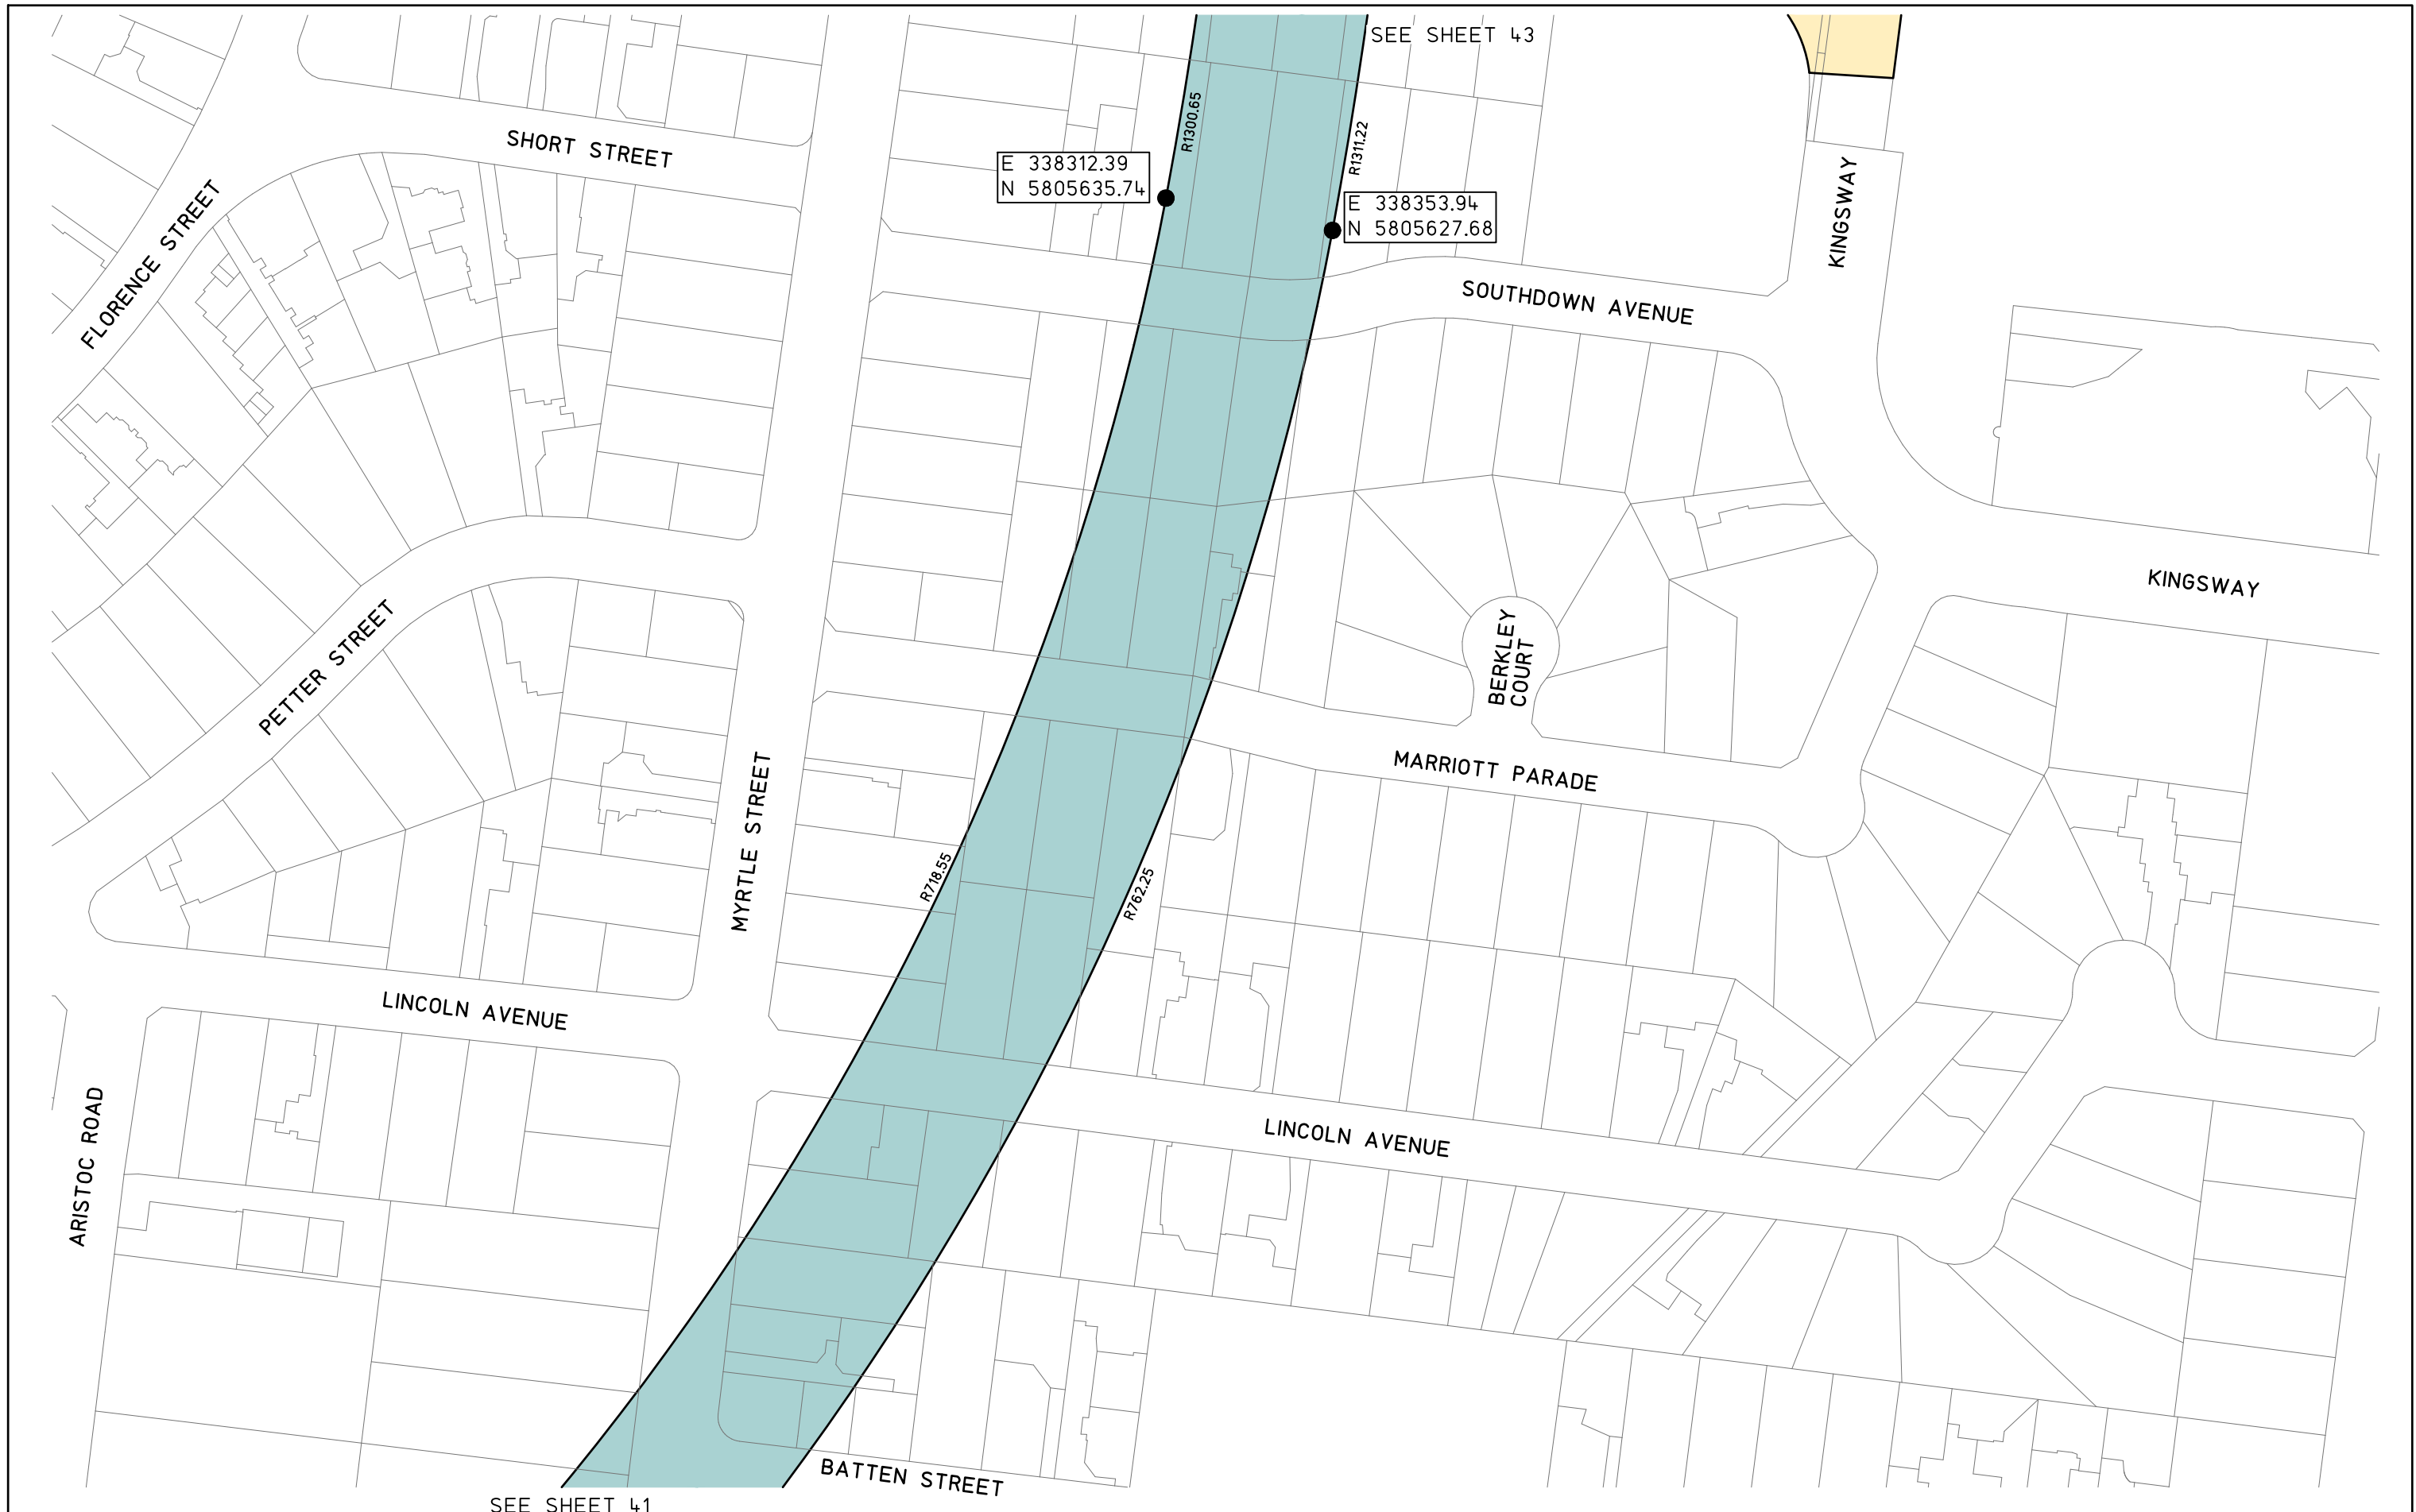 SEE SHEET 43
SHORT STREET
R1300.65
R1311.22
E 338312.39
N 5805635.74
E 338353.94
N 5805627.68
KINGSWAY
FLORENCE STREET
SOUTHDOWN AVENUE
KINGSWAY
PETTER STREET
BERKLEY
COURT
MARRIOTT PARADE
MYRTLE STREET
R718.55
R762.25
LINCOLN AVENUE
ARISTOC ROAD
LINCOLN AVENUE
BATTEN STREET
SEE SHEET 41